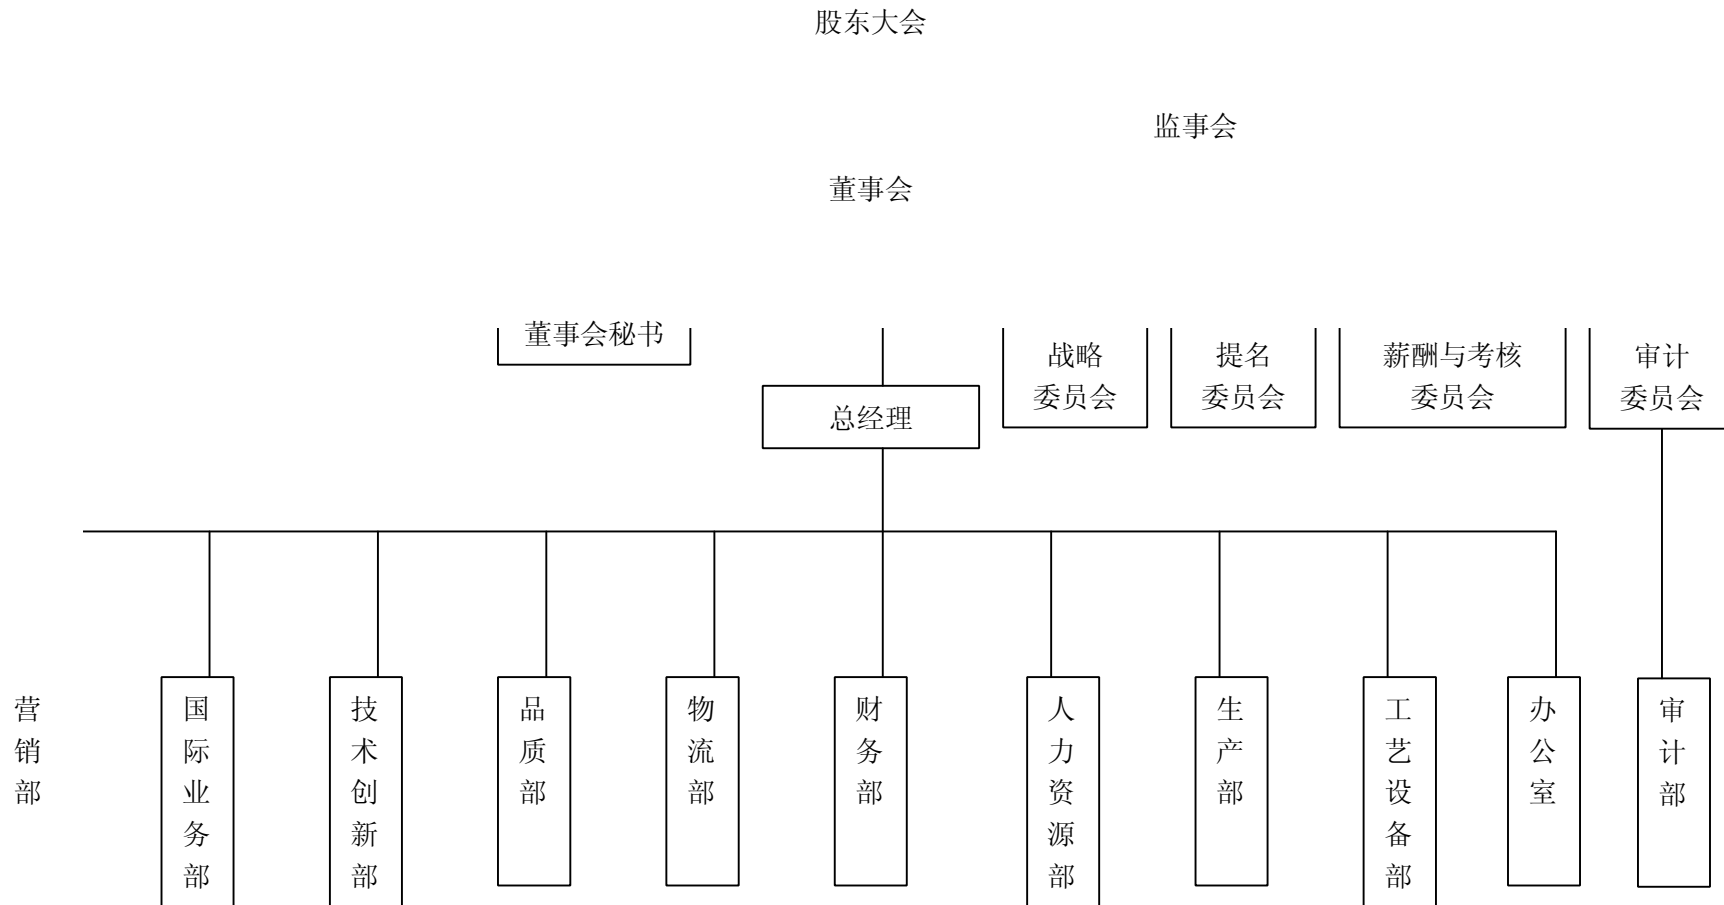 股东大会
监事会
董事会
董事会秘书
战略
委员会
提名
委员会
薪酬与考核
委员会
审计
委员会
总经理
营销部
国际业务部
技术创新部
品质部
物流部
财务部
人力资源部
生产部
工艺设备部
办公室
审计部